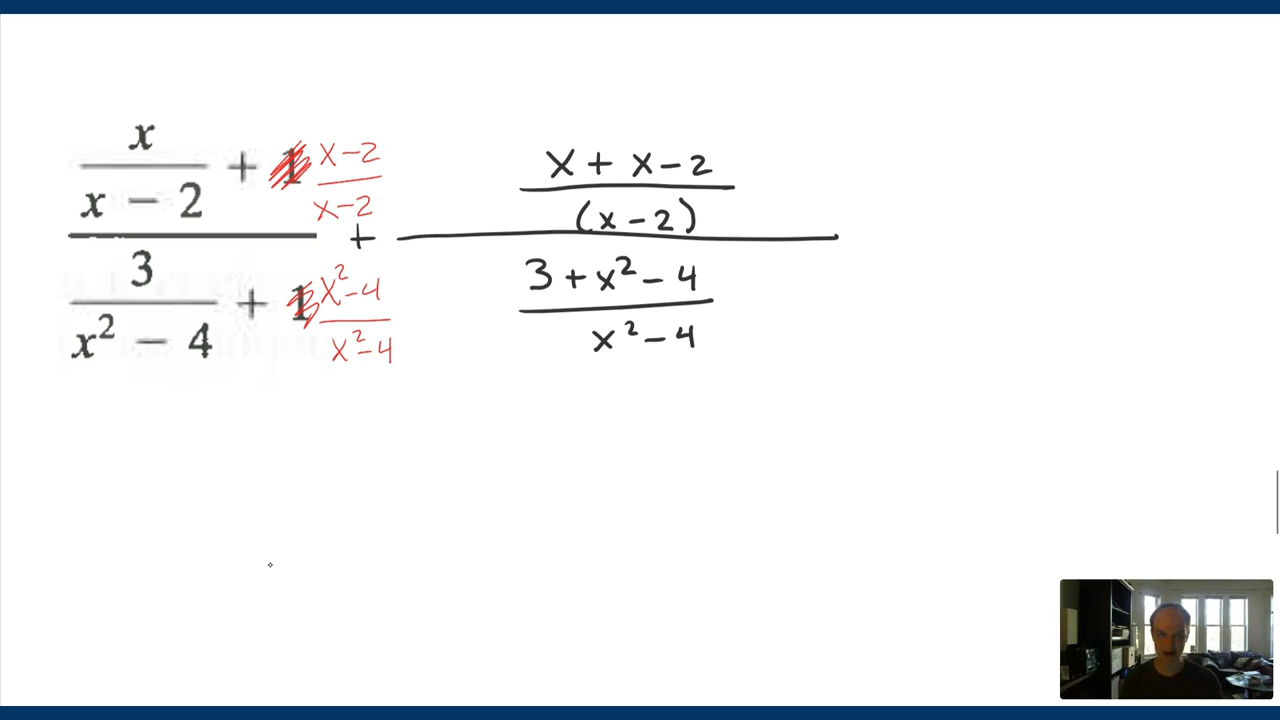 x
――― + 1 x-2/x-2
x - 2
+
3
――― + 1 x²-4/x²-4
x² - 4
x + x - 2
(x - 2)
3 + x² - 4
x² - 4